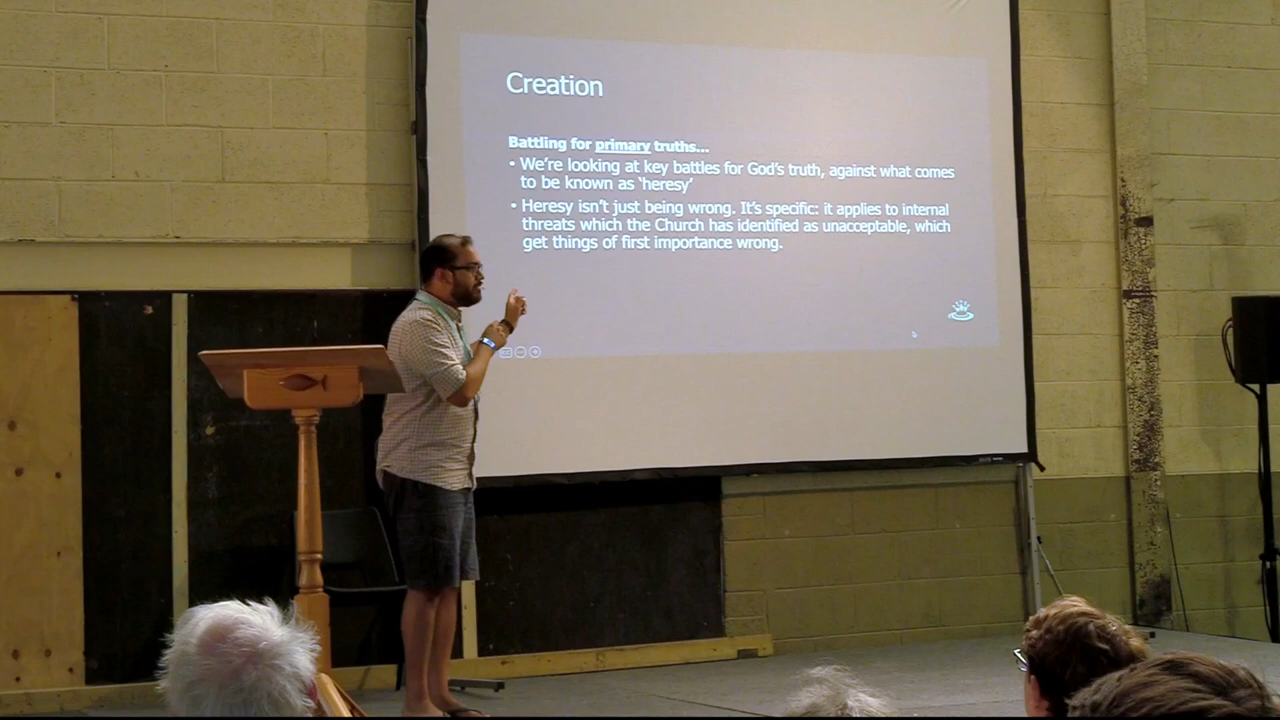 Creation
Battling for primary truths...
• We're looking at key battles for God's truth, against what comes
to be known as 'heresy'
• Heresy isn't just being wrong. It's specific: it applies to internal
threats which the Church has identified as unacceptable, which
get things of first importance wrong.